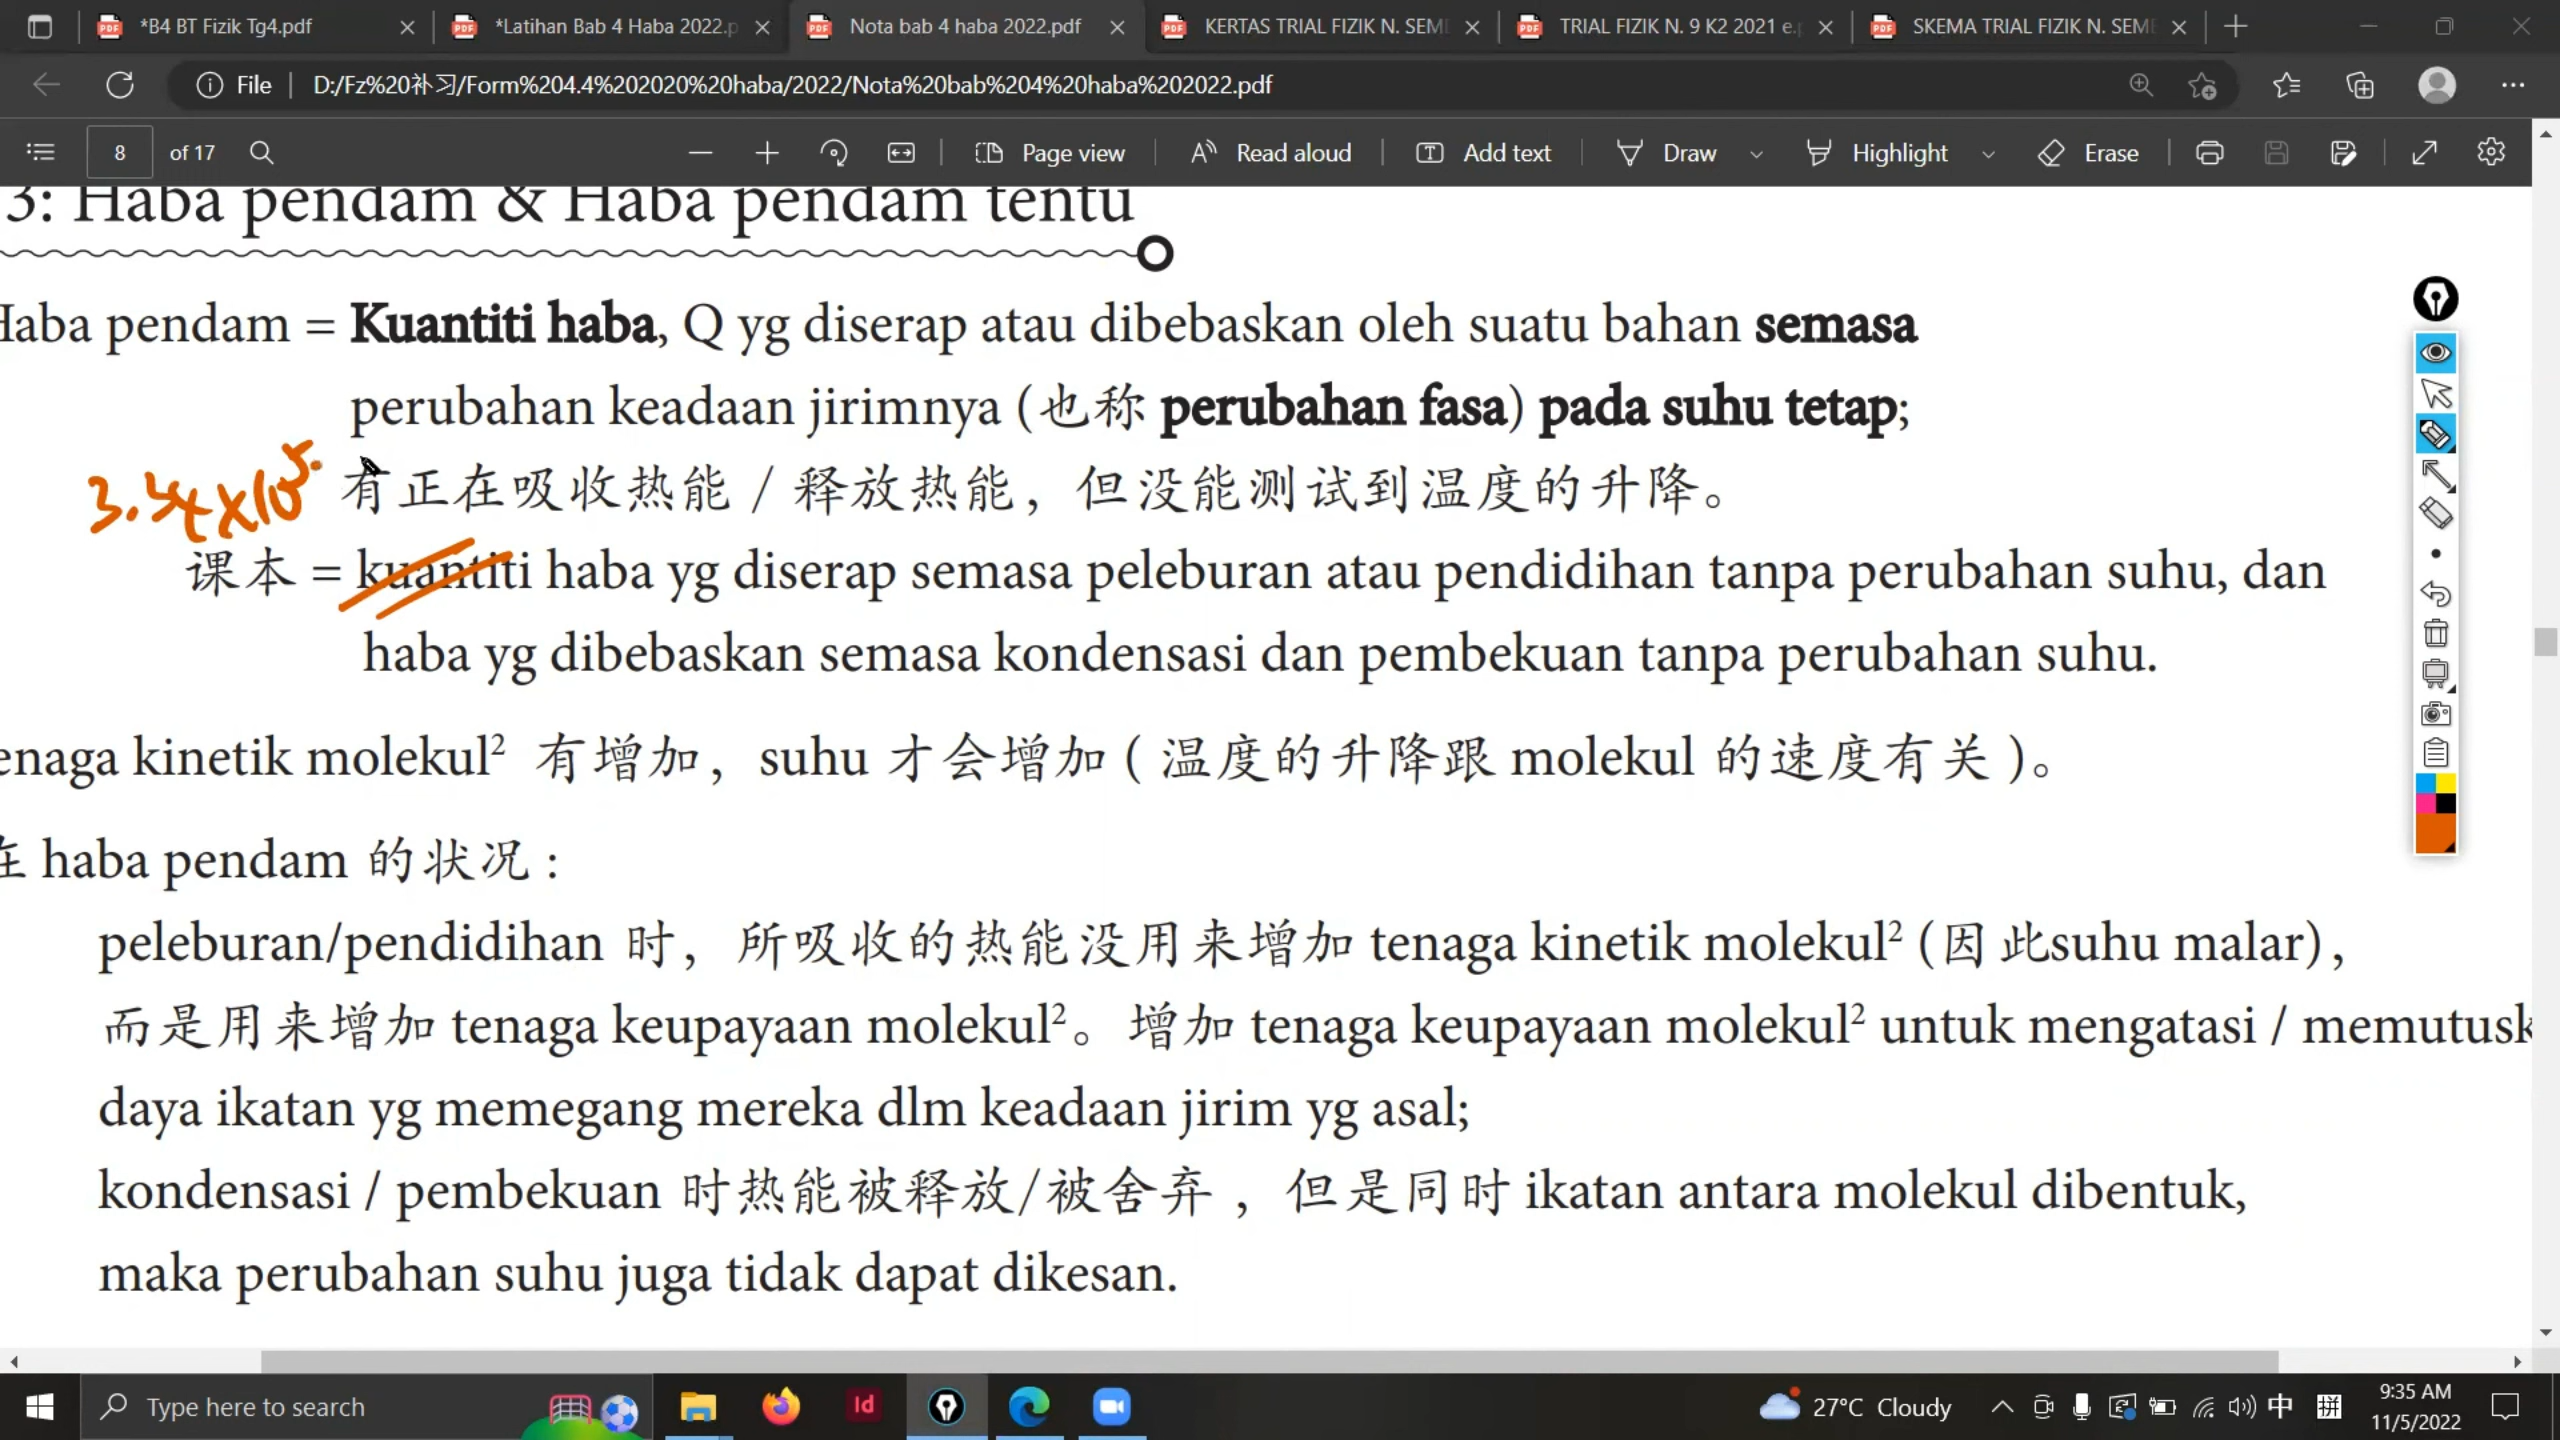 *B4 BT Fizik Tg4.pdf
*Latihan Bab 4 Haba 2022.p
Nota bab 4 haba 2022.pdf
KERTAS TRIAL FIZIK N. SEM
TRIAL FIZIK N. 9 K2 2021 e.p
SKEMA TRIAL FIZIK N. SEM
File
D:/Fz%20补习/Form%204.4%202020%20haba/2022/Nota%20bab%204%20haba%202022.pdf
8 of 17
Page view
Read aloud
Add text
Draw
Highlight
Erase
3: Haba pendam & Haba pendam tentu
Haba pendam = Kuantiti haba, Q yg diserap atau dibebaskan oleh suatu bahan semasa
perubahan keadaan jirimnya (也称 perubahan fasa) pada suhu tetap;
3.34x10⁵.
有正在吸收热能 / 释放热能，但没能测试到温度的升降。
课本 = kuantiti haba yg diserap semasa peleburan atau pendidihan tanpa perubahan suhu, dan
haba yg dibebaskan semasa kondensasi dan pembekuan tanpa perubahan suhu.
enaga kinetik molekul² 有增加，suhu 才会增加 ( 温度的升降跟 molekul 的速度有关 )。
在 haba pendam 的状况 :
peleburan/pendidihan 时，所吸收的热能没用来增加 tenaga kinetik molekul² (因 此suhu malar) ,
而是用来增加 tenaga keupayaan molekul²。增加 tenaga keupayaan molekul² untuk mengatasi / memutusk
daya ikatan yg memegang mereka dlm keadaan jirim yg asal;
kondensasi / pembekuan 时热能被释放/被舍弃 ，但是同时 ikatan antara molekul dibentuk,
maka perubahan suhu juga tidak dapat dikesan.
Type here to search
Id
27°C Cloudy
中
拼
9:35 AM
11/5/2022